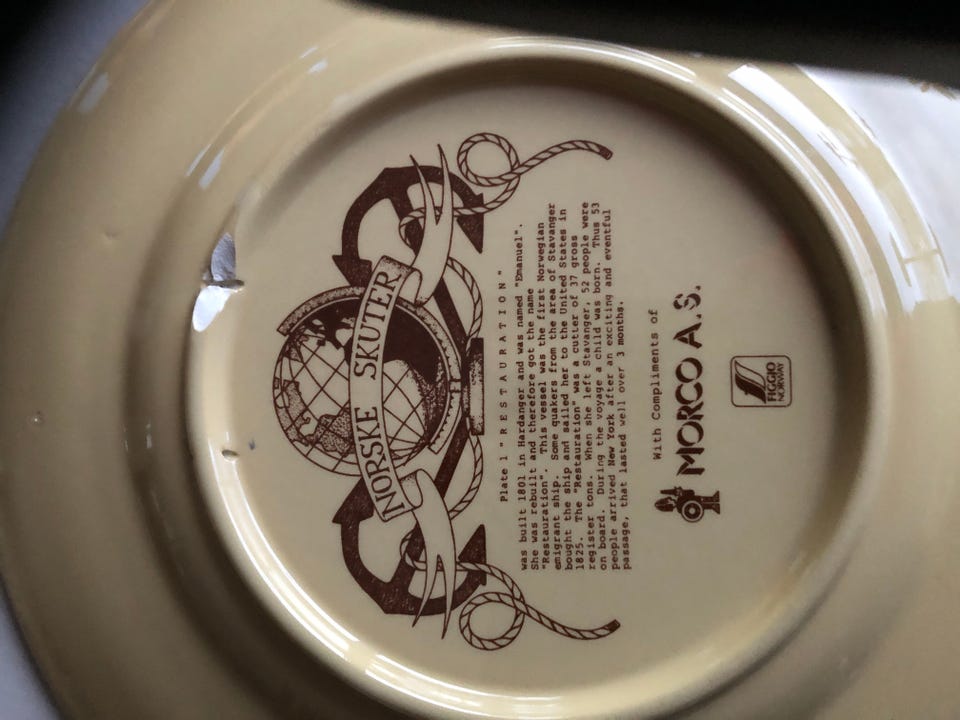 NORSKE SKUTER
Plate 1 "RESTAURATION"
was built 1801 in Hardanger and was named "Emanuel".
She was rebuilt and therefore got the name
"Restauration". This vessel was the first Norwegian
emigrant ship. Some quakers from the area of Stavanger
bought the ship and sailed her to the United States in
1825. The "Restauration" was a cutter of 37 gross
register tons. When she left Stavanger, 52 people were
on board. During the voyage a child was born. Thus 53
people arrived New York after an exciting and eventful
passage, that lasted well over 3 months.
With Compliments of
MORCO A.S.
FIGGJO
NORWAY